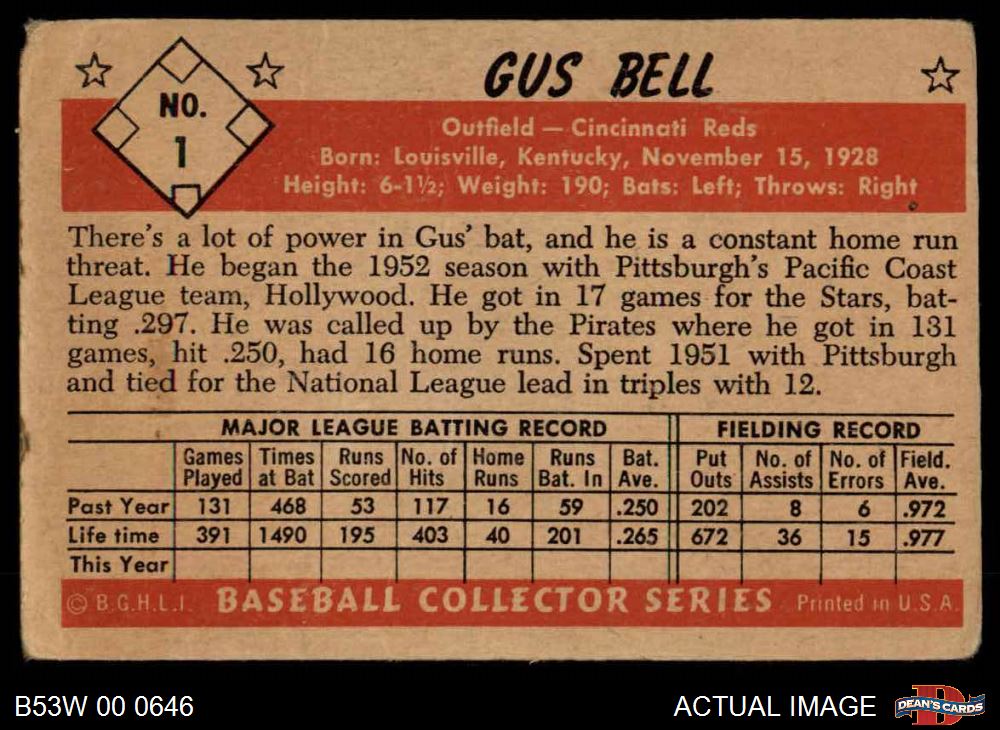 GUS BELL
NO.
1
Outfield — Cincinnati Reds
Born: Louisville, Kentucky, November 15, 1928
Height: 6-1½; Weight: 190; Bats: Left; Throws: Right
There's a lot of power in Gus' bat, and he is a constant home run
threat. He began the 1952 season with Pittsburgh's Pacific Coast
League team, Hollywood. He got in 17 games for the Stars, bat-
ting .297. He was called up by the Pirates where he got in 131
games, hit .250, had 16 home runs. Spent 1951 with Pittsburgh
and tied for the National League lead in triples with 12.
MAJOR LEAGUE BATTING RECORD FIELDING RECORD
Games Times Runs No. of Home Runs Bat. Put No. of No. of Field.
Played at Bat Scored Hits Runs Bat. In Ave. Outs Assists Errors Ave.
Past Year 131 468 53 117 16 59 .250 202 8 6 .972
Life time 391 1490 195 403 40 201 .265 672 36 15 .977
This Year
© B.G.H.L.I. BASEBALL COLLECTOR SERIES Printed in U.S.A.
B53W 00 0646 ACTUAL IMAGE DEAN'S CARDS